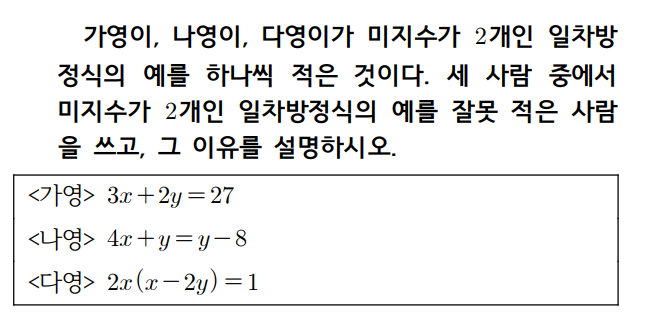 가영이, 나영이, 다영이가 미지수가 2개인 일차방
정식의 예를 하나씩 적은 것이다. 세 사람 중에서
미지수가 2개인 일차방정식의 예를 잘못 적은 사람
을 쓰고, 그 이유를 설명하시오.
<가영> 3x+2y=27
<나영> 4x+y=y-8
<다영> 2x(x-2y)=1